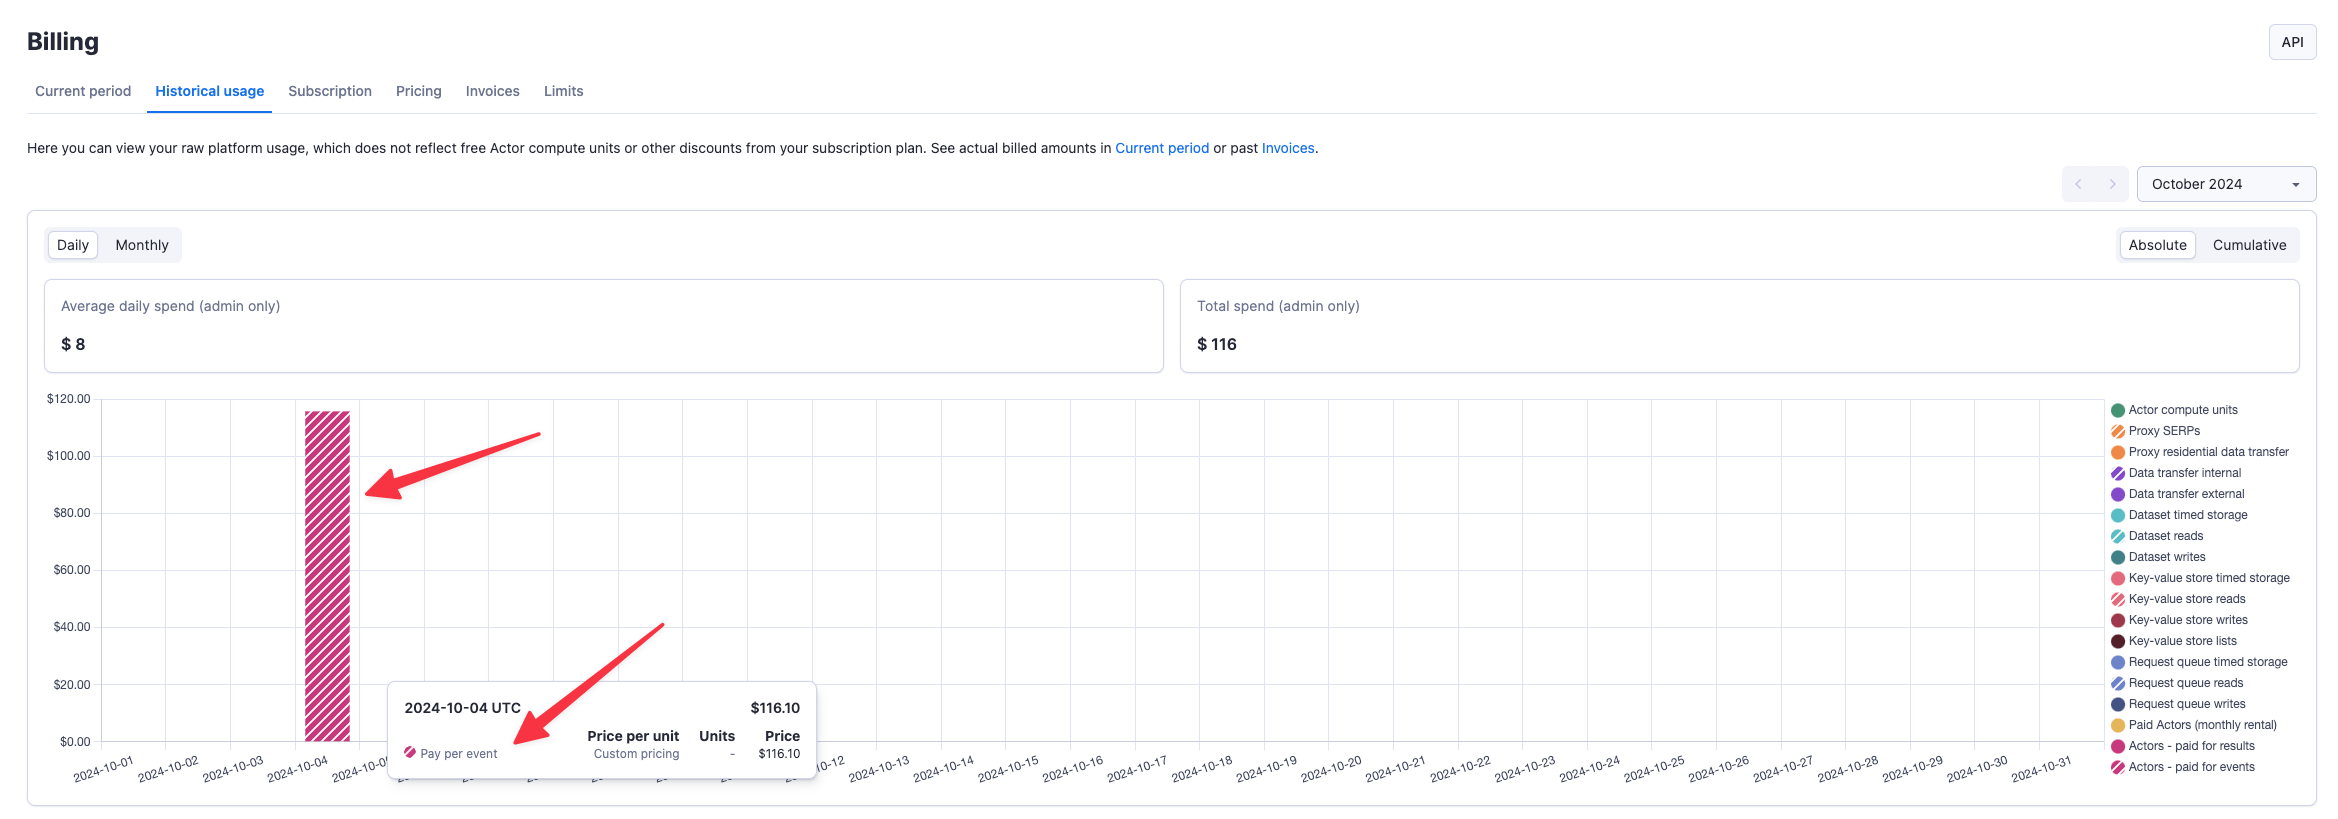 Billing
API
Current period Historical usage Subscription Pricing Invoices Limits
Here you can view your raw platform usage, which does not reflect free Actor compute units or other discounts from your subscription plan. See actual billed amounts in Current period or past Invoices.
October 2024
Daily Monthly
Absolute Cumulative
Average daily spend (admin only)
$ 8
Total spend (admin only)
$ 116
$120.00
$100.00
$80.00
$60.00
$40.00
$20.00
$0.00
2024-10-04 UTC $116.10
Price per unit Units Price
Pay per event Custom pricing - $116.10
2024-10-01 2024-10-02 2024-10-03 2024-10-04 2024-10-13 2024-10-14 2024-10-15 2024-10-16 2024-10-17 2024-10-18 2024-10-19 2024-10-20 2024-10-21 2024-10-22 2024-10-23 2024-10-24 2024-10-25 2024-10-26 2024-10-27 2024-10-28 2024-10-29 2024-10-30 2024-10-31
Actor compute units
Proxy SERPs
Proxy residential data transfer
Data transfer internal
Data transfer external
Dataset timed storage
Dataset reads
Dataset writes
Key-value store timed storage
Key-value store reads
Key-value store writes
Key-value store lists
Request queue timed storage
Request queue reads
Request queue writes
Paid Actors (monthly rental)
Actors - paid for results
Actors - paid for events